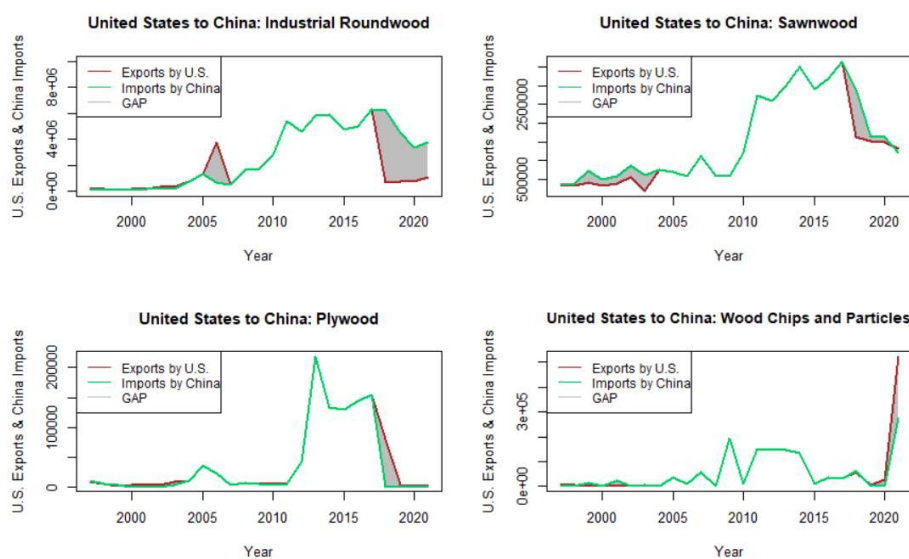 United States to China: Industrial Roundwood
U.S. Exports & China Imports
8e+06
4e+06
0e+00
Exports by U.S.
Imports by China
GAP
2000 2005 2010 2015 2020
Year
United States to China: Sawnwood
U.S. Exports & China Imports
2500000
500000
Exports by U.S.
Imports by China
GAP
2000 2005 2010 2015 2020
Year
United States to China: Plywood
U.S. Exports & China Imports
200000
100000
0
Exports by U.S.
Imports by China
GAP
2000 2005 2010 2015 2020
Year
United States to China: Wood Chips and Particles
U.S. Exports & China Imports
3e+05
0e+00
Exports by U.S.
Imports by China
GAP
2000 2005 2010 2015 2020
Year